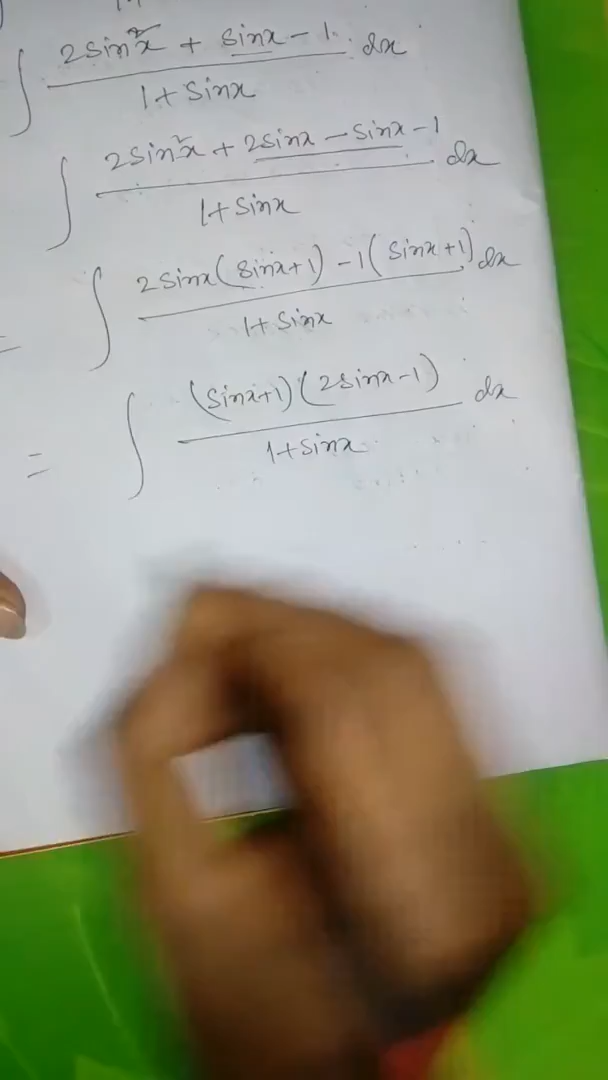 ∫ (2sin²x + sinx - 1) / (1 + sinx) dx
∫ (2sin²x + 2sinx - sinx - 1) / (1 + sinx) dx
= ∫ (2sinx(sinx+1) - 1(sinx+1)) / (1 + sinx) dx
= ∫ ((sinx+1)(2sinx-1)) / (1 + sinx) dx